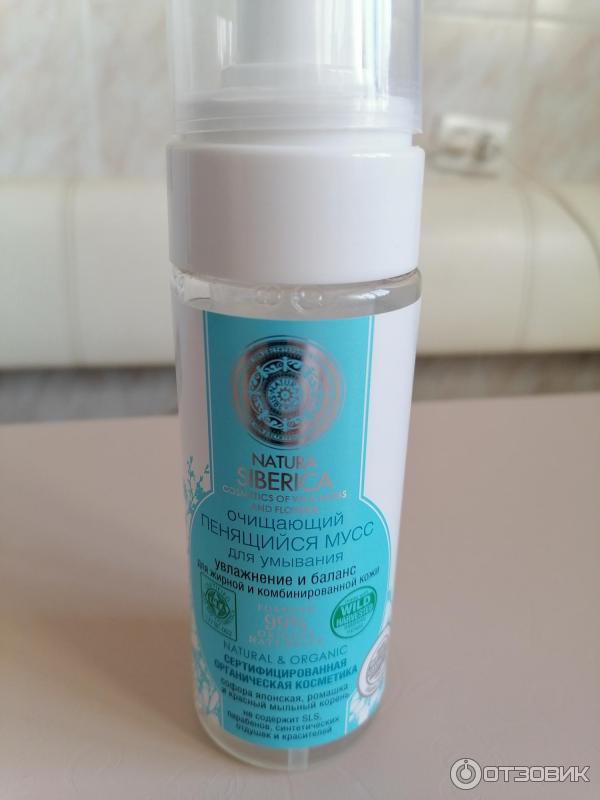 NATURA
SIBERICA
COSMETICS OF WILD HERBS
AND FLOWERS
очищающий
ПЕНЯЩИЙСЯ МУСС
для умывания
увлажнение и баланс
для жирной и комбинированной кожи
99%
WILD
HARVESTED
NATURAL & ORGANIC
СЕРТИФИЦИРОВАННАЯ
ОРГАНИЧЕСКАЯ КОСМЕТИКА
софора японская, ромашка
и красный мыльный корень
не содержит SLS,
парабенов, синтетических
отдушек и красителей
ОТЗОВИК